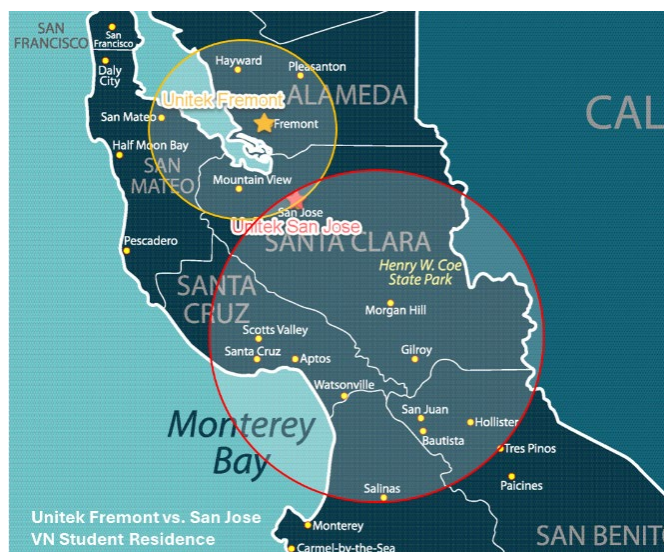 SAN
FRANCISCO
San
Francisco
Daly
City
Hayward
Pleasanton
Unitek Fremont
ALAMEDA
CAL
San Mateo
Fremont
Half Moon Bay
SAN
MATEO
Mountain View
San Jose
Unitek San Jose
SANTA CLARA
Pescadero
Henry W. Coe
State Park
SANTA
CRUZ
Morgan Hill
Scotts Valley
Santa Cruz
Aptos
Gilroy
Watsonville
San Juan
Bautista
Hollister
Monterey
Bay
Tres Pinos
Paicines
Salinas
Unitek Fremont vs. San Jose
VN Student Residence
Monterey
SAN BENIT
Carmel-by-the-Sea